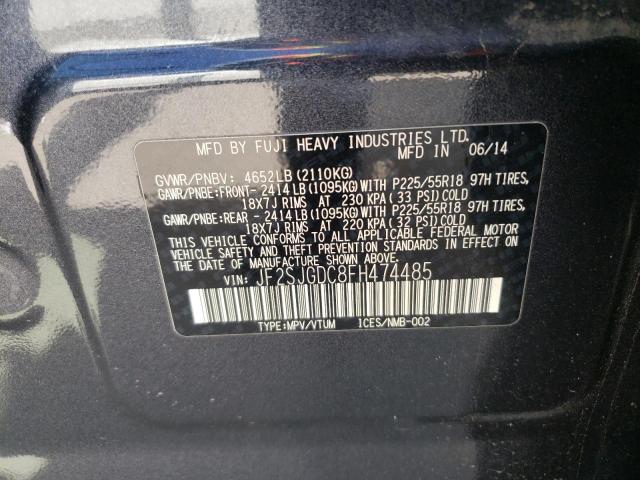 MFD BY FUJI HEAVY INDUSTRIES LTD.
MFD IN 06/14
GVWR/PNBV: 4652LB (2110KG)
GAWR/PNBE: FRONT- 2414 LB (1095KG) WITH P225/55R18 97H TIRES,
18X7J RIMS AT 230 KPA (33 PSI) COLD
GAWR/PNBE: REAR - 2414 LB (1095KG) WITH P225/55R18 97H TIRES,
18X7J RIMS AT 220 KPA (32 PSI) COLD
THIS VEHICLE CONFORMS TO ALL APPLICABLE FEDERAL MOTOR
VEHICLE SAFETY AND THEFT PREVENTION STANDARDS IN EFFECT ON
THE DATE OF MANUFACTURE SHOWN ABOVE.
VIN: JF2SJGDC8FH474485
TYPE:MPV/VTUM ICES/NMB-002